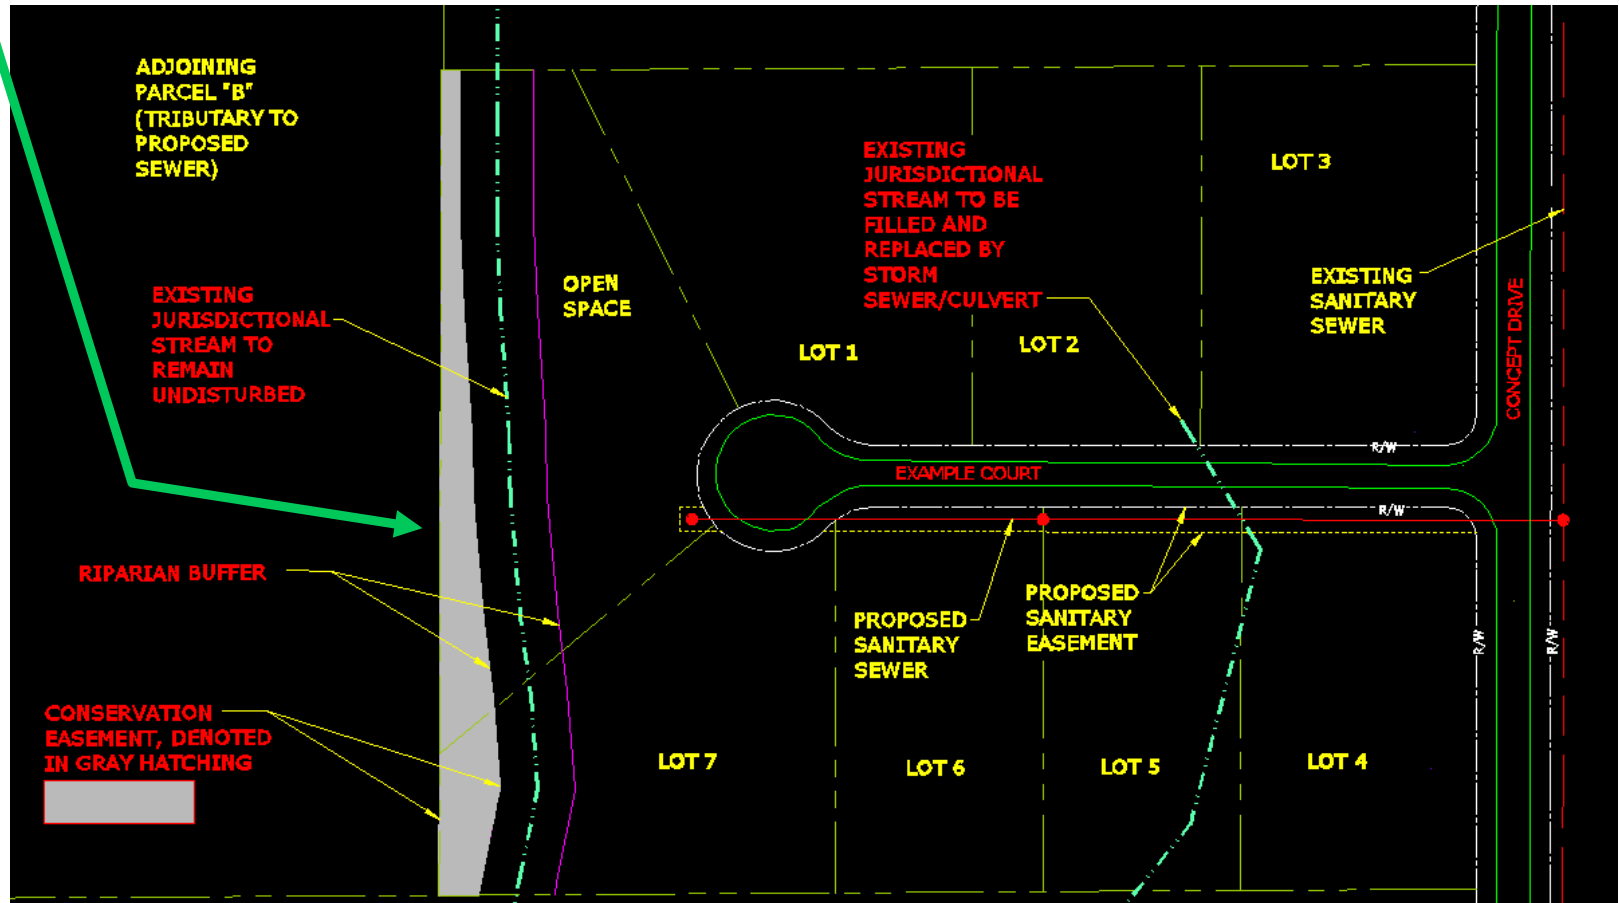 ADJOINING
PARCEL "B"
(TRIBUTARY TO
PROPOSED
SEWER)
EXISTING
JURISDICTIONAL
STREAM TO BE
FILLED AND
REPLACED BY
STORM
SEWER/CULVERT
LOT 3
EXISTING
SANITARY
SEWER
CONCEPT DRIVE
OPEN
SPACE
EXISTING
JURISDICTIONAL
STREAM TO
REMAIN
UNDISTURBED
LOT 1
LOT 2
R/W
EXAMPLE COURT
R/W
RIPARIAN BUFFER
PROPOSED
SANITARY
SEWER
PROPOSED
SANITARY
EASEMENT
R/W
R/W
CONSERVATION
EASEMENT, DENOTED
IN GRAY HATCHING
LOT 7
LOT 6
LOT 5
LOT 4